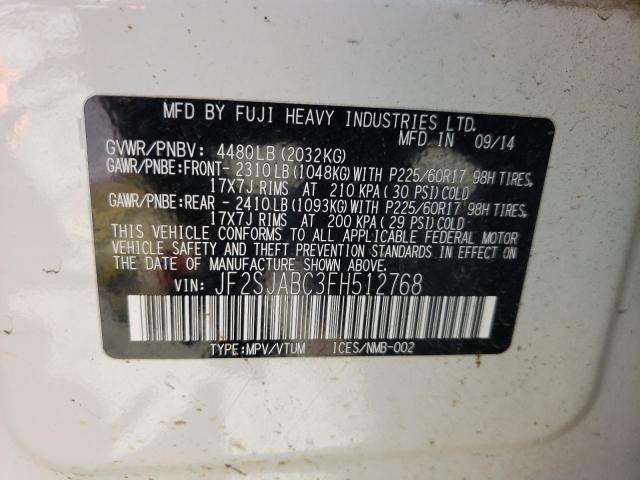 MFD BY FUJI HEAVY INDUSTRIES LTD.
MFD IN 09/14
GVWR/PNBV: 4480LB (2032KG)
GAWR/PNBE:FRONT- 2310 LB (1048KG)WITH P225/60R17 98H TIRES,
17X7J RIMS AT 210 KPA (30 PSI)COLD
GAWR/PNBE:REAR - 2410 LB (1093KG)WITH P225/60R17 98H TIRES,
17X7J RIMS AT 200 KPA (29 PSI)COLD
THIS VEHICLE CONFORMS TO ALL APPLICABLE FEDERAL MOTOR
VEHICLE SAFETY AND THEFT PREVENTION STANDARDS IN EFFECT ON
THE DATE OF MANUFACTURE SHOWN ABOVE.
VIN: JF2SJABC3FH512768
TYPE:MPV/VTUM ICES/NMB-002